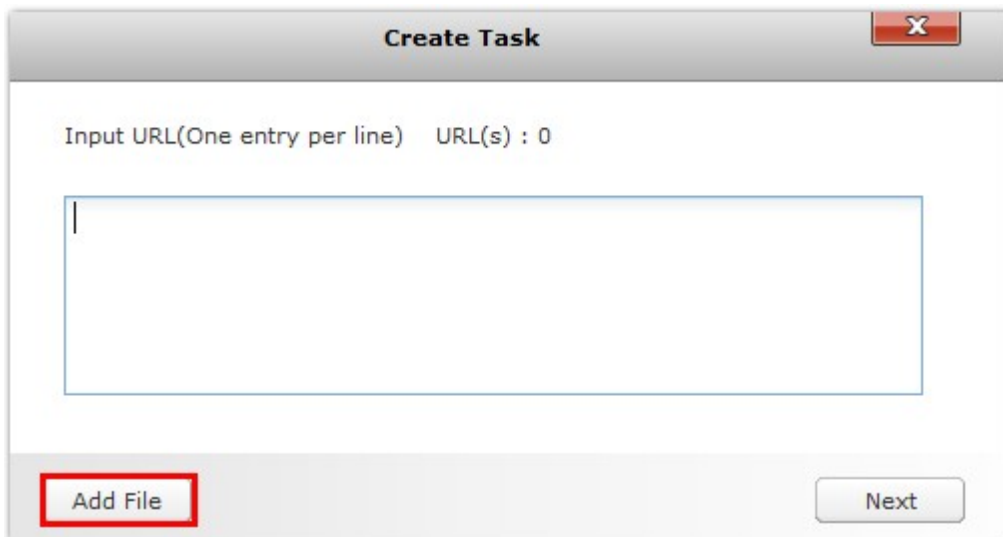 Create Task
Input URL(One entry per line) URL(s) : 0
Add File
Next